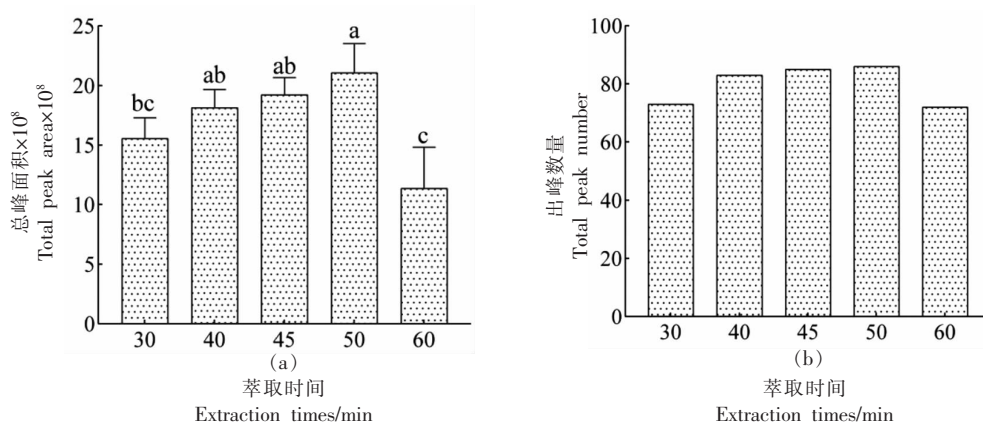 总峰面积×10⁸
Total peak area×10⁸
25
20
15
10
5
0
bc
ab
ab
a
c
30 40 45 50 60
(a)
萃取时间
Extraction times/min
出峰数量
Total peak number
100
80
60
40
20
0
30 40 45 50 60
(b)
萃取时间
Extraction times/min